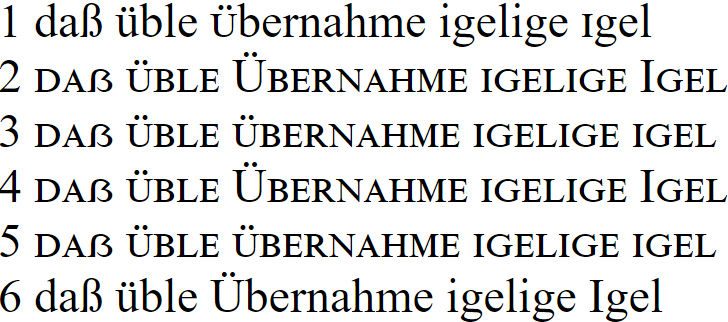 1 daß üble Übernahme igelige Igel
2 daß üble Übernahme igelige Igel
3 daß üble übernahme igelige igel
4 daß üble Übernahme igelige Igel
5 daß üble übernahme igelige igel
6 daß üble Übernahme igelige Igel